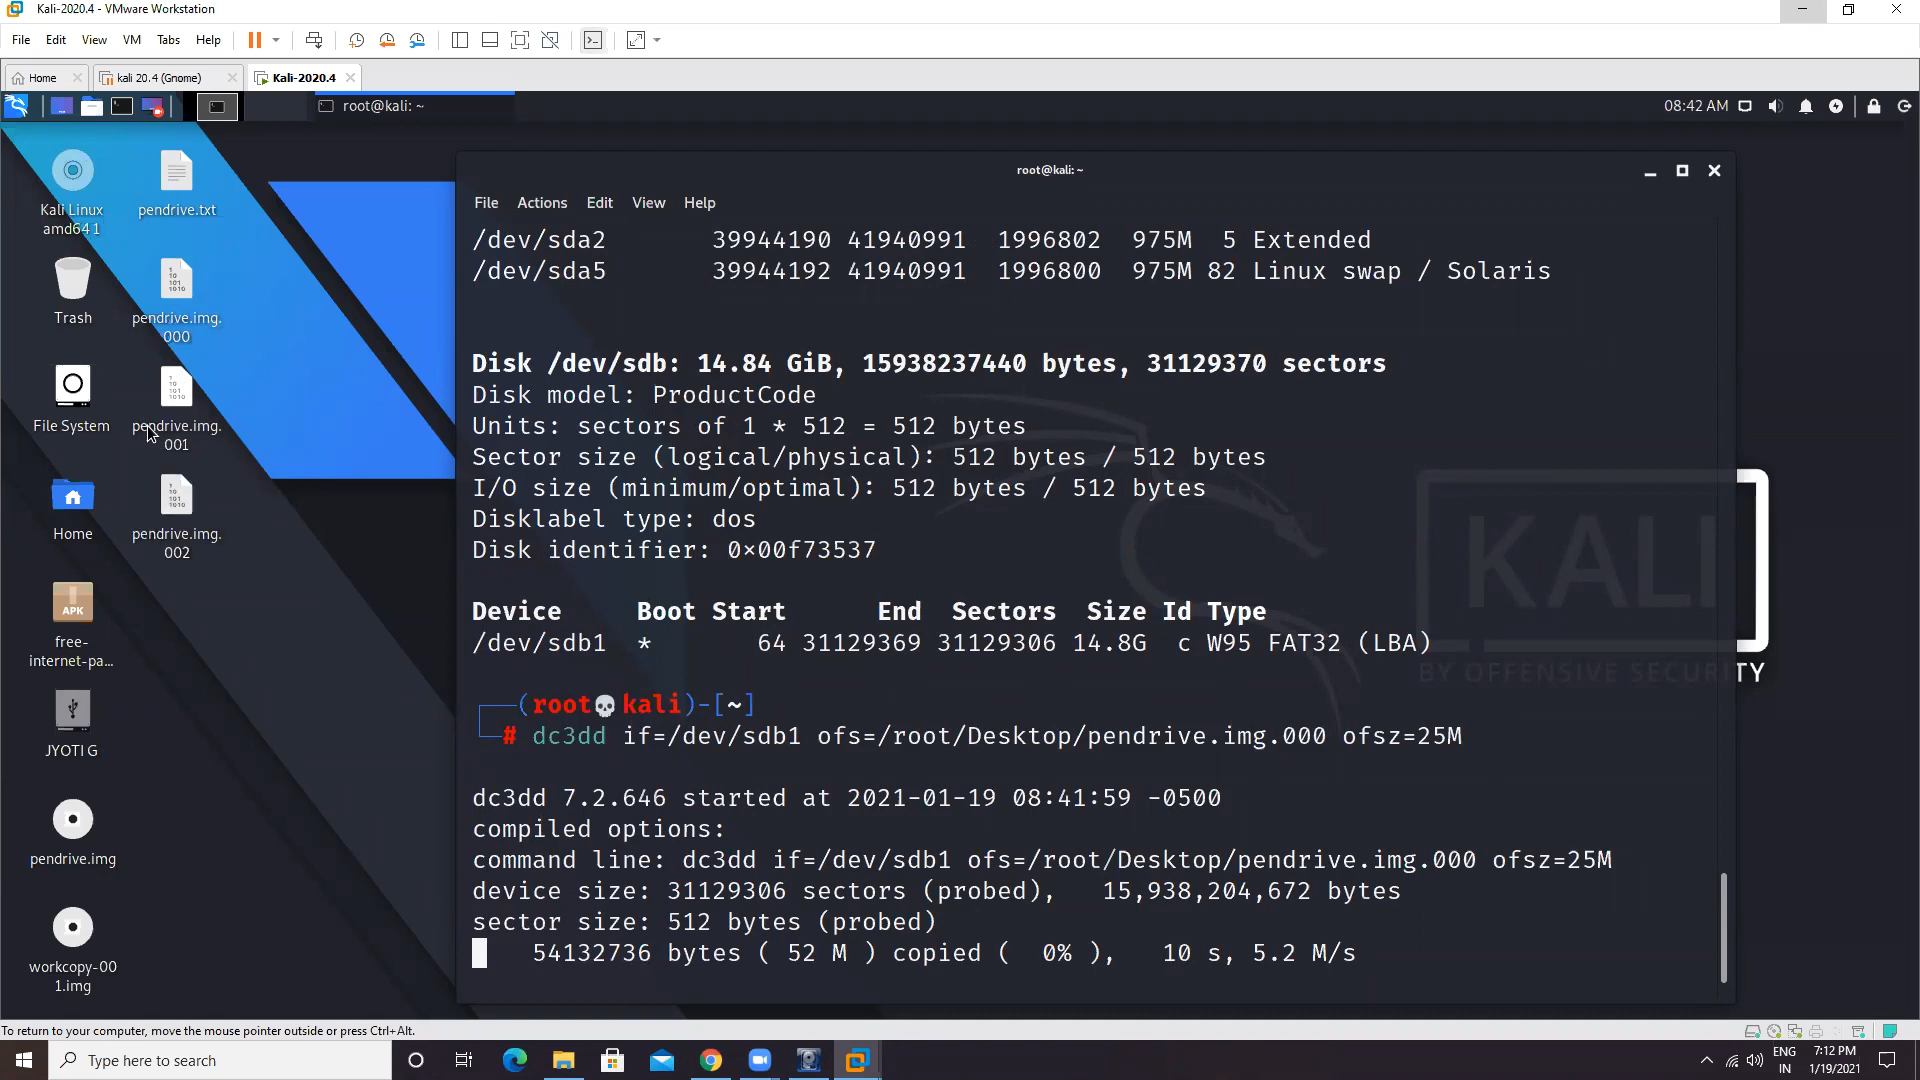 Kali-2020.4 - VMware Workstation
File Edit View VM Tabs Help
Home kali 20.4 (Gnome) Kali-2020.4
root@kali: ~ 08:42 AM
Kali Linux
amd64 1
pendrive.txt
Trash
pendrive.img.
000
File System
pendrive.img.
001
Home
pendrive.img.
002
APK
free-
internet-pa...
JYOTI G
pendrive.img
workcopy-00
1.img
root@kali: ~
File Actions Edit View Help
/dev/sda2 39944190 41940991 1996802 975M 5 Extended
/dev/sda5 39944192 41940991 1996800 975M 82 Linux swap / Solaris
Disk /dev/sdb: 14.84 GiB, 15938237440 bytes, 31129370 sectors
Disk model: ProductCode
Units: sectors of 1 * 512 = 512 bytes
Sector size (logical/physical): 512 bytes / 512 bytes
I/O size (minimum/optimal): 512 bytes / 512 bytes
Disklabel type: dos
Disk identifier: 0×00f73537
Device Boot Start End Sectors Size Id Type
/dev/sdb1 * 64 31129369 31129306 14.8G c W95 FAT32 (LBA)
(root💀kali)-[~]
# dc3dd if=/dev/sdb1 ofs=/root/Desktop/pendrive.img.000 ofsz=25M
dc3dd 7.2.646 started at 2021-01-19 08:41:59 -0500
compiled options:
command line: dc3dd if=/dev/sdb1 ofs=/root/Desktop/pendrive.img.000 ofsz=25M
device size: 31129306 sectors (probed), 15,938,204,672 bytes
sector size: 512 bytes (probed)
54132736 bytes ( 52 M ) copied ( 0% ), 10 s, 5.2 M/s
KALI
BY OFFENSIVE SECURITY
To return to your computer, move the mouse pointer outside or press Ctrl+Alt.
Type here to search
ENG
IN
7:12 PM
1/19/2021